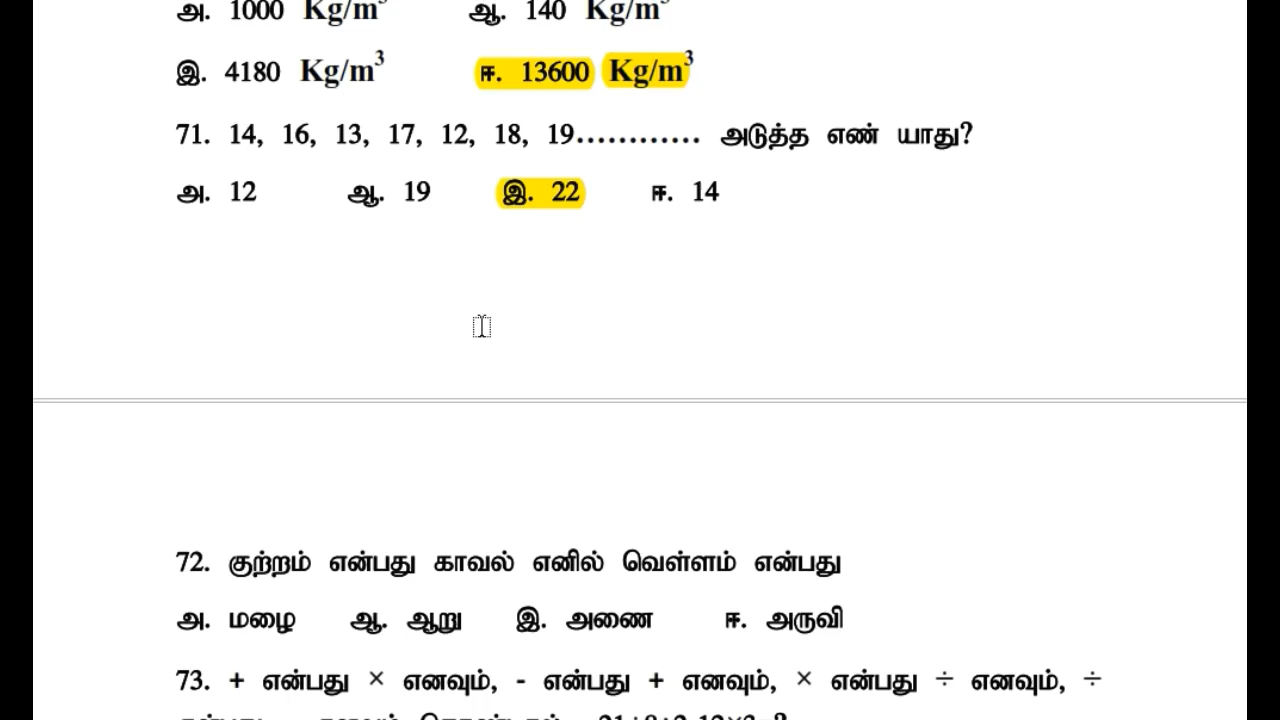 அ. 1000 Kg/m³ ஆ. 140 Kg/m³
இ. 4180 Kg/m³ ஈ. 13600 Kg/m³
71. 14, 16, 13, 17, 12, 18, 19............ அடுத்த எண் யாது?
அ. 12 ஆ. 19 இ. 22 ஈ. 14
72. குற்றம் என்பது காவல் எனில் வெள்ளம் என்பது
அ. மழை ஆ. ஆறு இ. அணை ஈ. அருவி
73. + என்பது × எனவும், - என்பது + எனவும், × என்பது ÷ எனவும், ÷